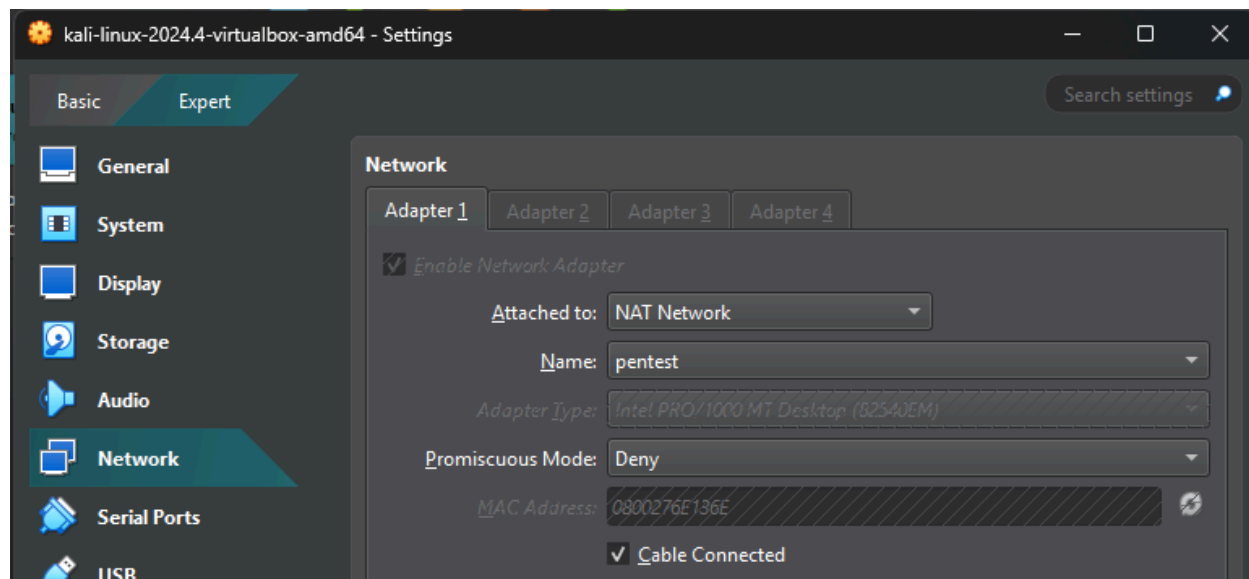 kali-linux-2024.4-virtualbox-amd64 - Settings
Basic
Expert
Search settings
General
System
Display
Storage
Audio
Network
Serial Ports
USB
Network
Adapter 1
Adapter 2
Adapter 3
Adapter 4
Enable Network Adapter
Attached to: NAT Network
Name: pentest
Adapter Type: Intel PRO/1000 MT Desktop (82540EM)
Promiscuous Mode: Deny
MAC Address: 0800276E136E
Cable Connected